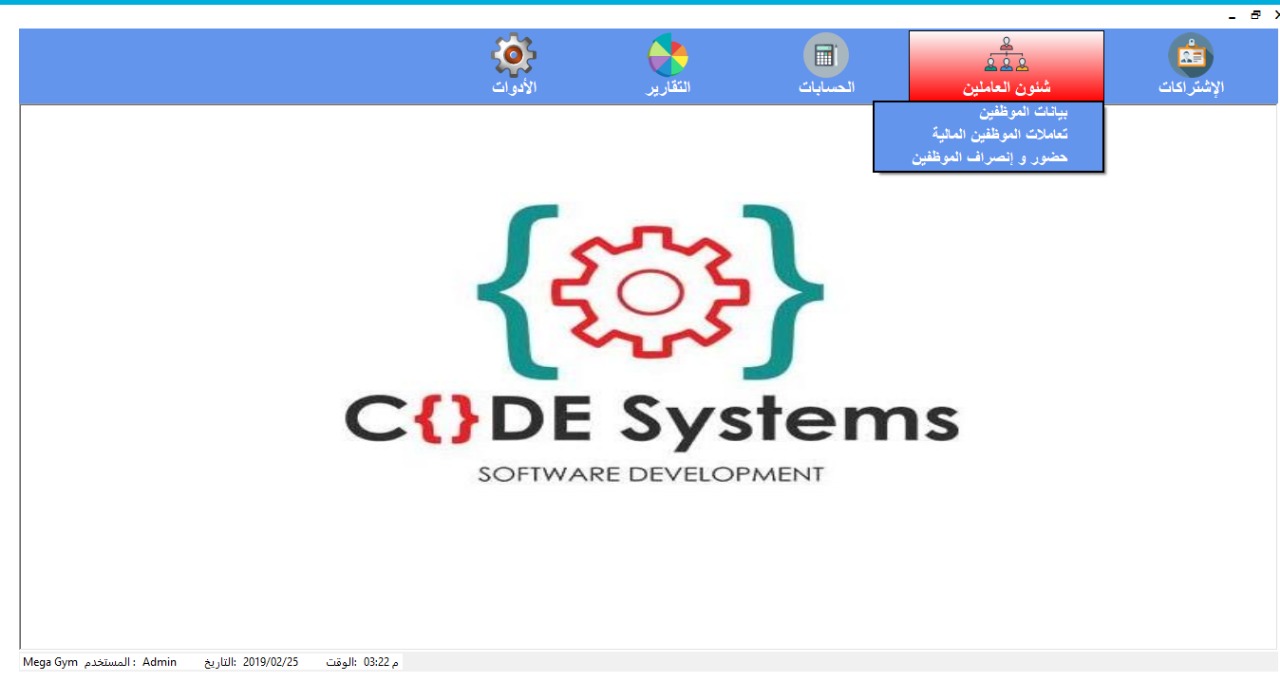 الإشتراكات
شئون العاملين
الحسابات
التقارير
الأدوات
بيانات الموظفين
تعاملات الموظفين المالية
حضور و إنصراف الموظفين
C{}DE Systems
SOFTWARE DEVELOPMENT
Mega Gym المستخدم : Admin التاريخ: 2019/02/25 الوقت: 03:22 م